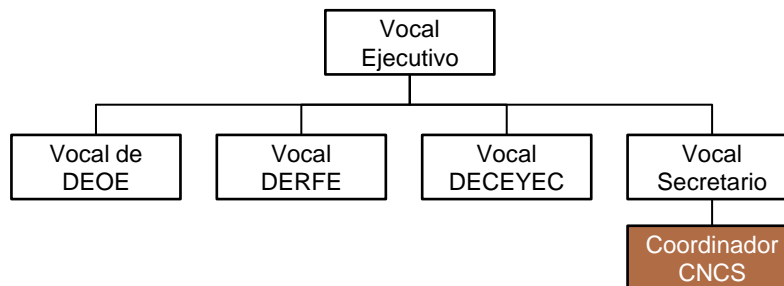 Vocal
Ejecutivo
Vocal de
DEOE
Vocal
DERFE
Vocal
DECEYEC
Vocal
Secretario
Coordinador
CNCS